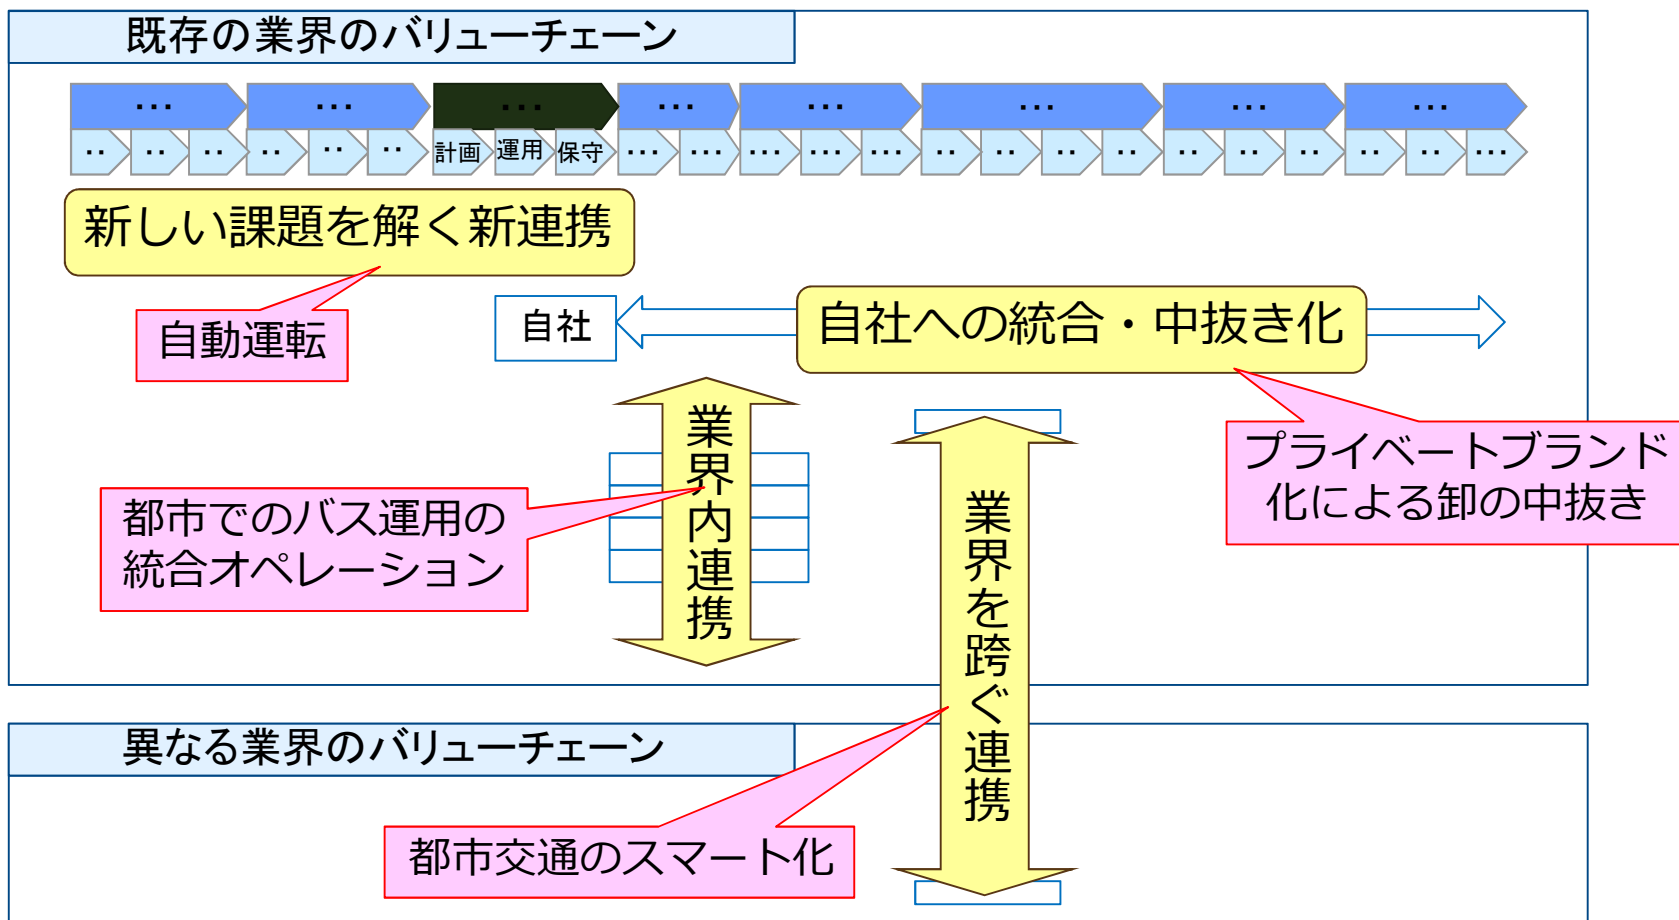 既存の業界のバリューチェーン
… … … … … … … …
‥ ‥ ‥ ‥ ‥ ‥ 計画 運用 保守 … … … … … ‥ ‥ ‥ ‥ ‥ ‥ ‥ ‥ ‥ …
新しい課題を解く新連携
自動運転
自社
自社への統合・中抜き化
プライベートブランド
化による卸の中抜き
業界内連携
都市でのバス運用の
統合オペレーション
業界を跨ぐ連携
異なる業界のバリューチェーン
都市交通のスマート化